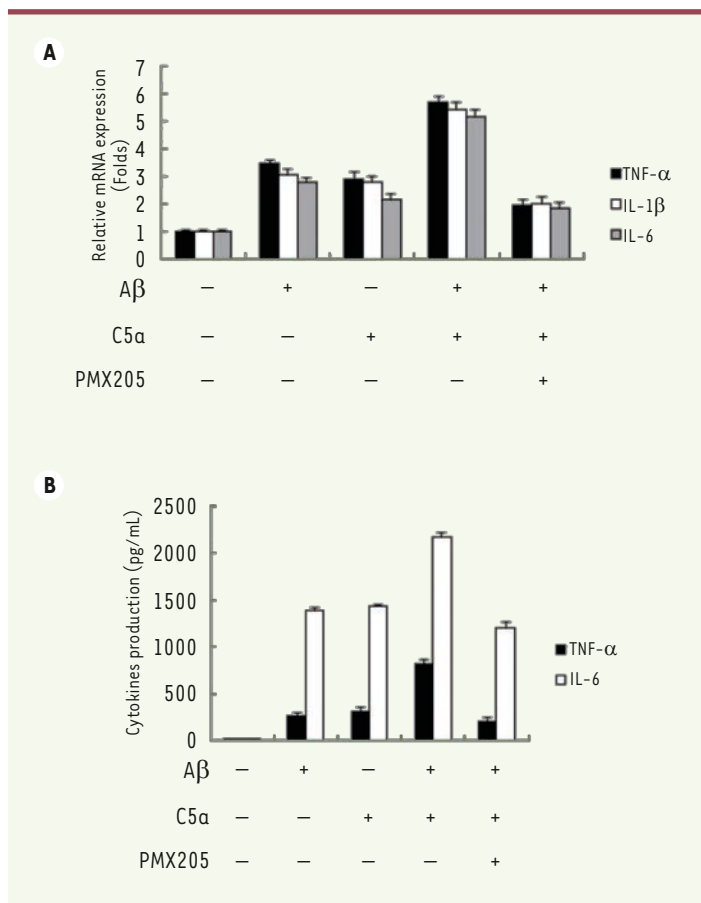 A
Relative mRNA expression
(Folds)
7
6
5
4
3
2
1
0
TNF-α
IL-1β
IL-6
Aβ – + – + +
C5a – – + + +
PMX205 – – – – +
B
Cytokines production (pg/mL)
2500
2000
1500
1000
500
0
TNF-α
IL-6
Aβ – + – + +
C5a – – + + +
PMX205 – – – – +